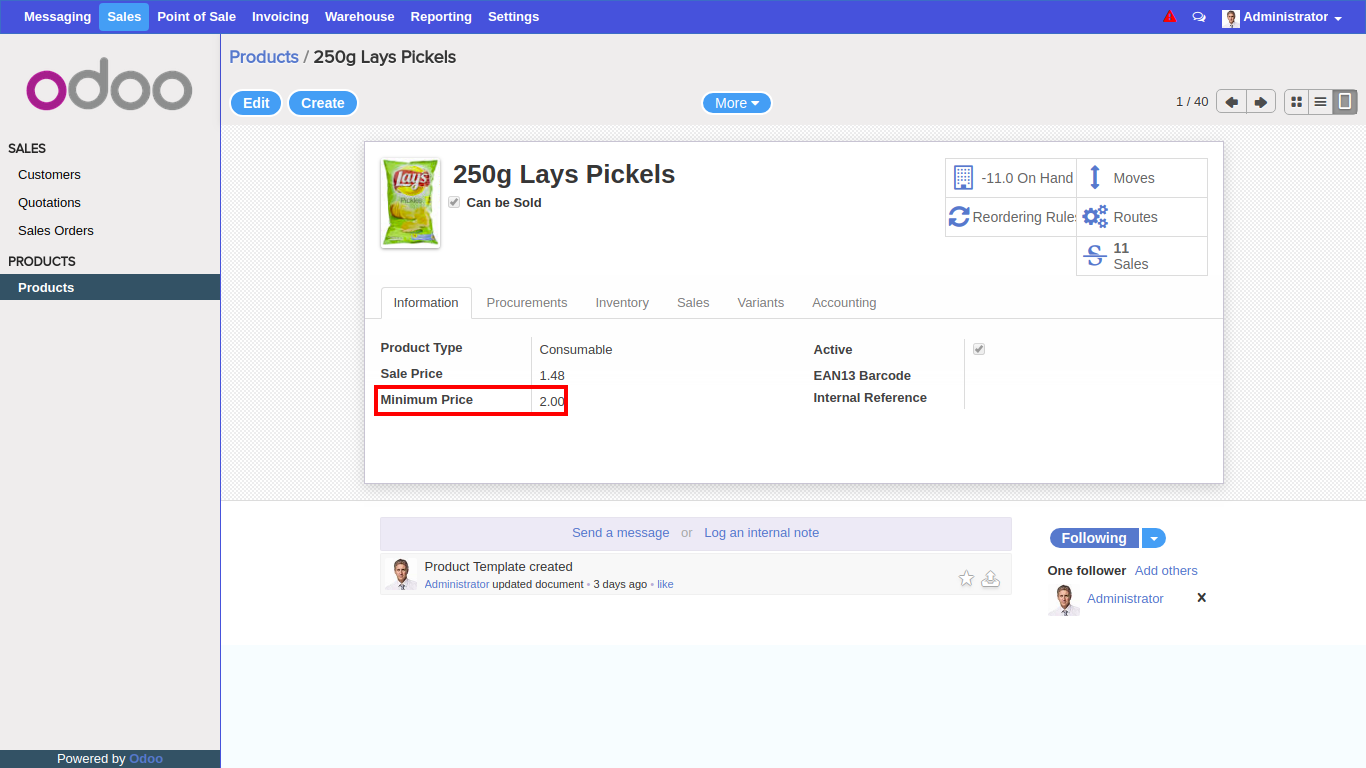 Messaging Sales Point of Sale Invoicing Warehouse Reporting Settings Administrator
odoo
SALES
Customers
Quotations
Sales Orders
PRODUCTS
Products
Powered by Odoo
Products / 250g Lays Pickels
Edit Create More 1 / 40
Lay's
Pickles
250g Lays Pickels
Can be Sold
-11.0 On Hand Moves
Reordering Rules Routes
11
Sales
Information Procurements Inventory Sales Variants Accounting
Product Type Consumable
Sale Price 1.48
Minimum Price 2.00
Active
EAN13 Barcode
Internal Reference
Send a message or Log an internal note
Product Template created
Administrator updated document • 3 days ago • like
Following
One follower Add others
Administrator X